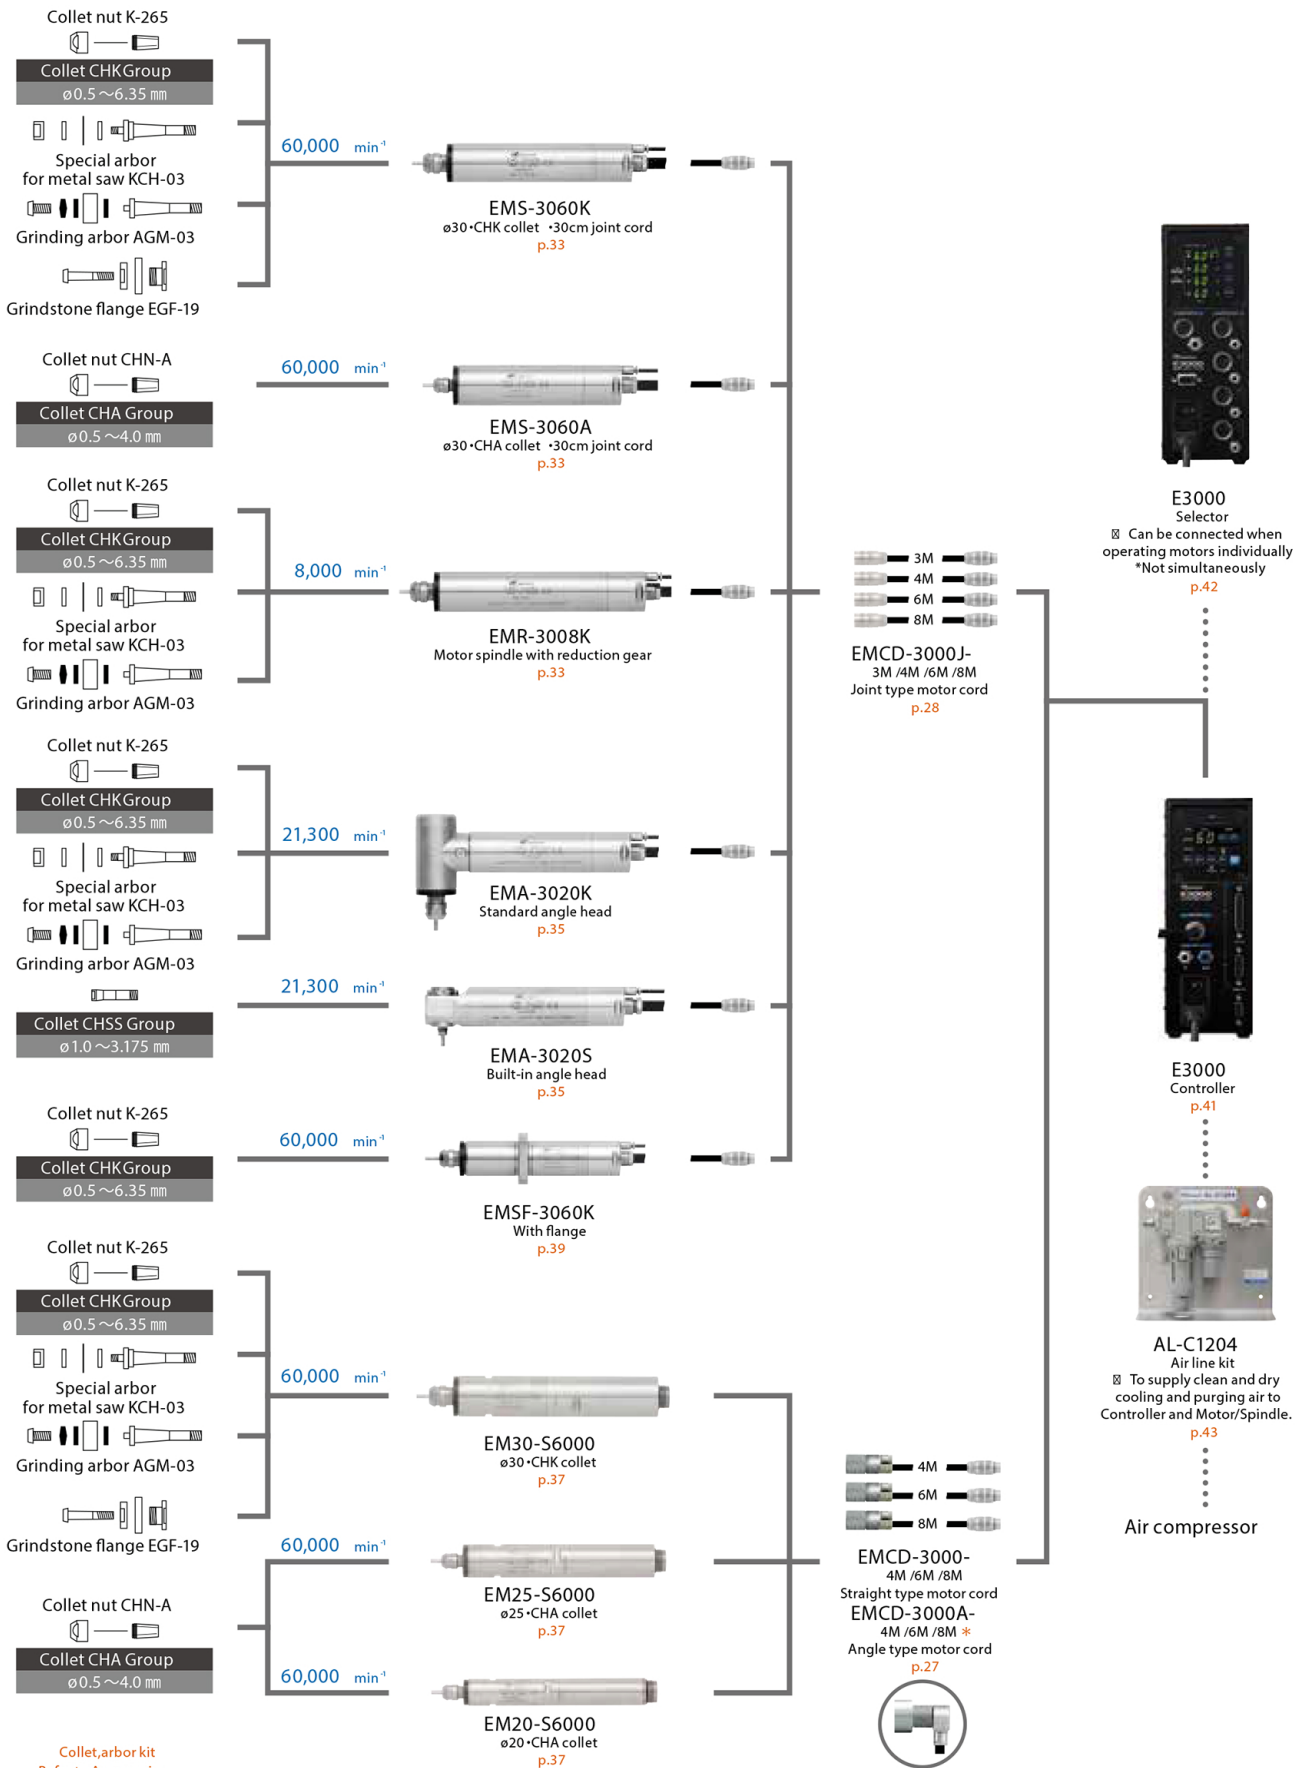 Collet nut K-265
Collet CHK Group
ø0.5～6.35 mm
Special arbor
for metal saw KCH-03
Grinding arbor AGM-03
Grindstone flange EGF-19
60,000 min⁻¹
EMS-3060K
ø30・CHK collet ・30cm joint cord
p.33
Collet nut CHN-A
Collet CHA Group
ø0.5～4.0 mm
60,000 min⁻¹
EMS-3060A
ø30・CHA collet ・30cm joint cord
p.33
Collet nut K-265
Collet CHK Group
ø0.5～6.35 mm
Special arbor
for metal saw KCH-03
Grinding arbor AGM-03
8,000 min⁻¹
EMR-3008K
Motor spindle with reduction gear
p.33
Collet nut K-265
Collet CHK Group
ø0.5～6.35 mm
Special arbor
for metal saw KCH-03
Grinding arbor AGM-03
21,300 min⁻¹
EMA-3020K
Standard angle head
p.35
Collet CHSS Group
ø1.0～3.175 mm
21,300 min⁻¹
EMA-3020S
Built-in angle head
p.35
Collet nut K-265
Collet CHK Group
ø0.5～6.35 mm
60,000 min⁻¹
EMSF-3060K
With flange
p.39
Collet nut K-265
Collet CHK Group
ø0.5～6.35 mm
Special arbor
for metal saw KCH-03
Grinding arbor AGM-03
Grindstone flange EGF-19
60,000 min⁻¹
EM30-S6000
ø30・CHK collet
p.37
60,000 min⁻¹
EM25-S6000
ø25・CHA collet
p.37
Collet nut CHN-A
Collet CHA Group
ø0.5～4.0 mm
60,000 min⁻¹
EM20-S6000
ø20・CHA collet
p.37
Collet,arbor kit
3M
4M
6M
8M
EMCD-3000J-
3M /4M /6M /8M
Joint type motor cord
p.28
4M
6M
8M
EMCD-3000-
4M /6M /8M
Straight type motor cord
EMCD-3000A-
4M /6M /8M *
Angle type motor cord
p.27
E3000
Selector
Can be connected when
operating motors individually
*Not simultaneously
p.42
E3000
Controller
p.41
AL-C1204
Air line kit
To supply clean and dry
cooling and purging air to
Controller and Motor/Spindle.
p.43
Air compressor